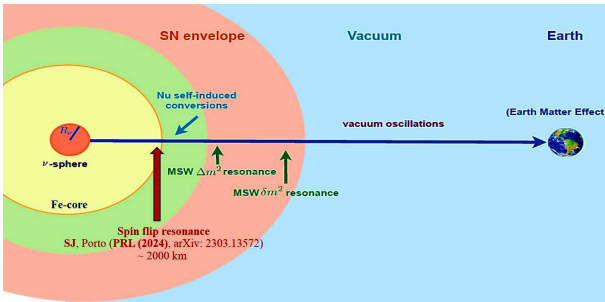 SN envelope
Vacuum
Earth
Nu self-induced
conversions
(Earth Matter Effect
vacuum oscillations
Rν
ν-sphere
MSW Δm² resonance
MSW δm² resonance
Fe-core
Spin flip resonance
SJ, Porto (PRL (2024), arXiv: 2303.13572)
~ 2000 km